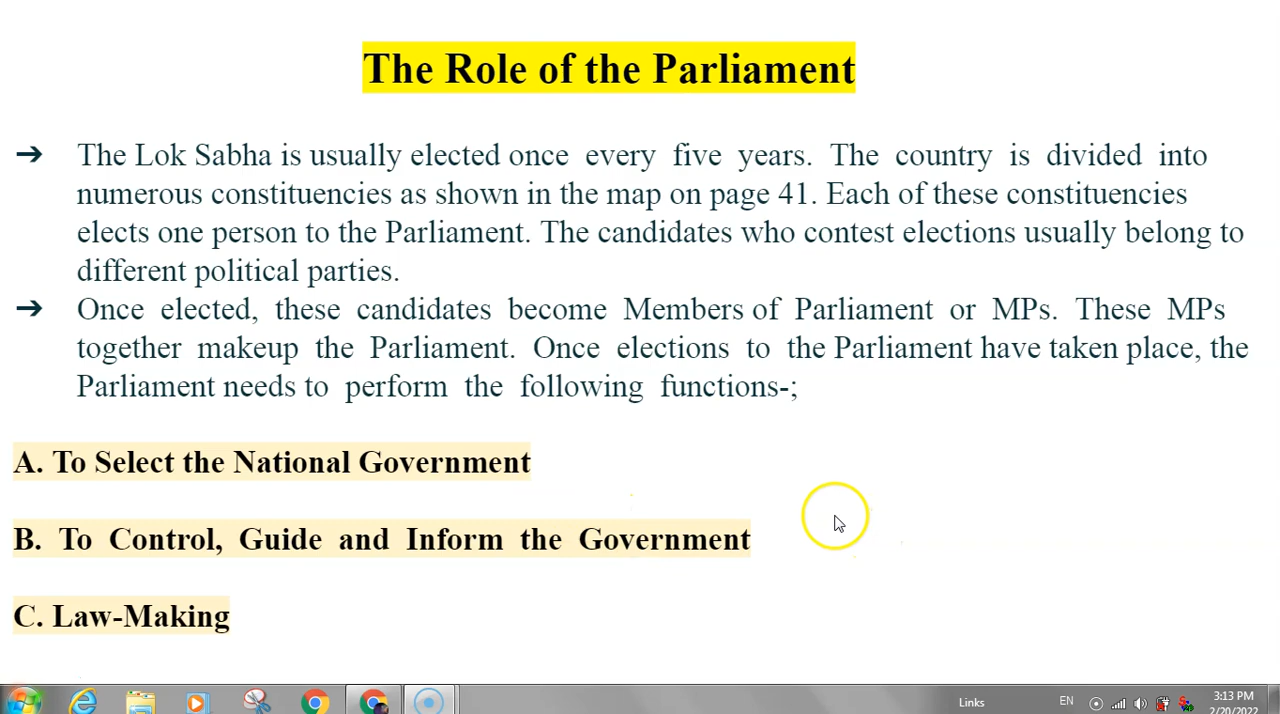 The Role of the Parliament
➔ The Lok Sabha is usually elected once every five years. The country is divided into
numerous constituencies as shown in the map on page 41. Each of these constituencies
elects one person to the Parliament. The candidates who contest elections usually belong to
different political parties.
➔ Once elected, these candidates become Members of Parliament or MPs. These MPs
together makeup the Parliament. Once elections to the Parliament have taken place, the
Parliament needs to perform the following functions-;
A. To Select the National Government
B. To Control, Guide and Inform the Government
C. Law-Making
Links EN 3:13 PM
2/20/2022